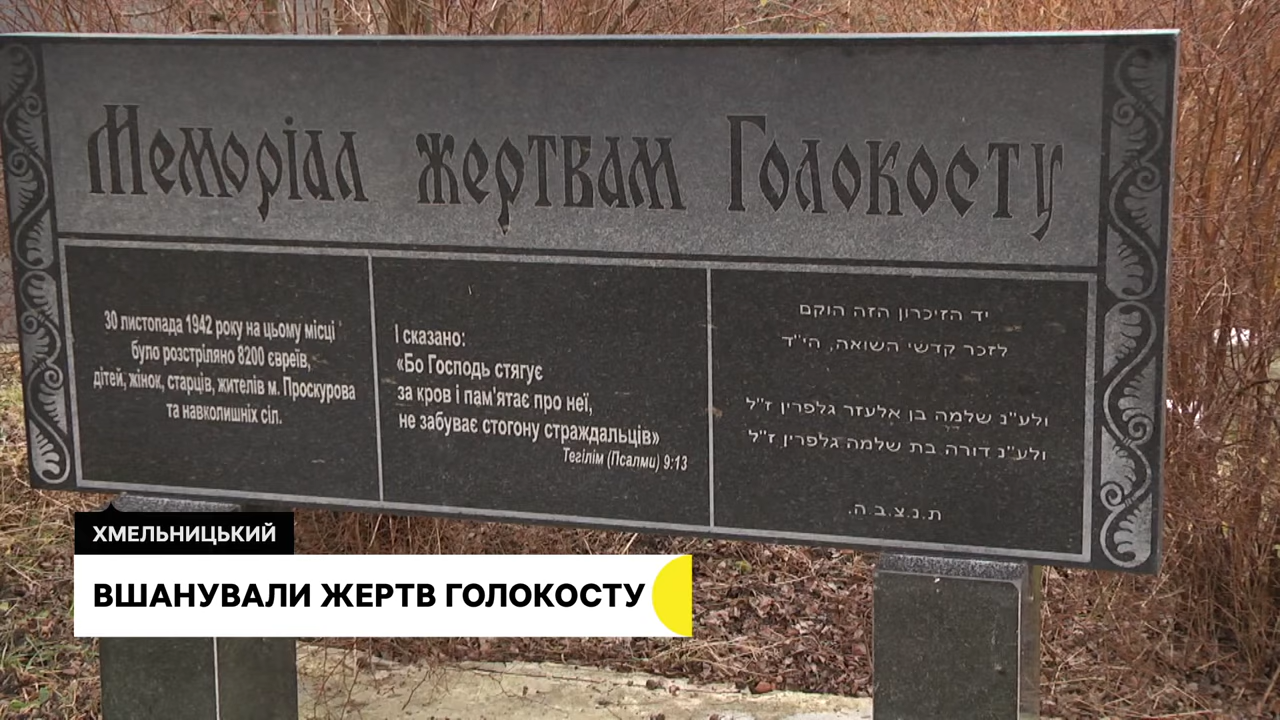 Меморіал жертвам Голокосту
30 листопада 1942 року на цьому місці
було розстріляно 8200 євреїв,
дітей, жінок, старців, жителів м. Проскурова
та навколишніх сіл.
І сказано:
«Бо Господь стягує
за кров і пам'ятає про неї,
не забуває стогону страждальців»
Тегілім (Псалми) 9:13
יד הזיכרון הזה הוקם
לזכר קדשי השואה, הי"ד
ולע"נ שלמה בן אלעזר גלפרין ז"ל
ולע"נ דורה בת שלמה גלפרין ז"ל
ת.נ.צ.ב.ה.
ХМЕЛЬНИЦЬКИЙ
ВШАНУВАЛИ ЖЕРТВ ГОЛОКОСТУ